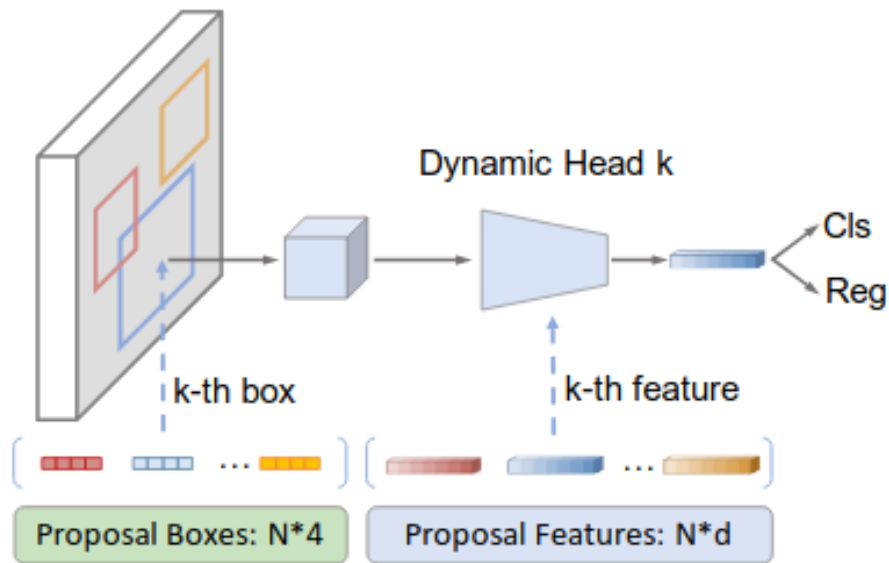 Dynamic Head k
Cls
Reg
k-th box
k-th feature
...
...
Proposal Boxes: N*4
Proposal Features: N*d